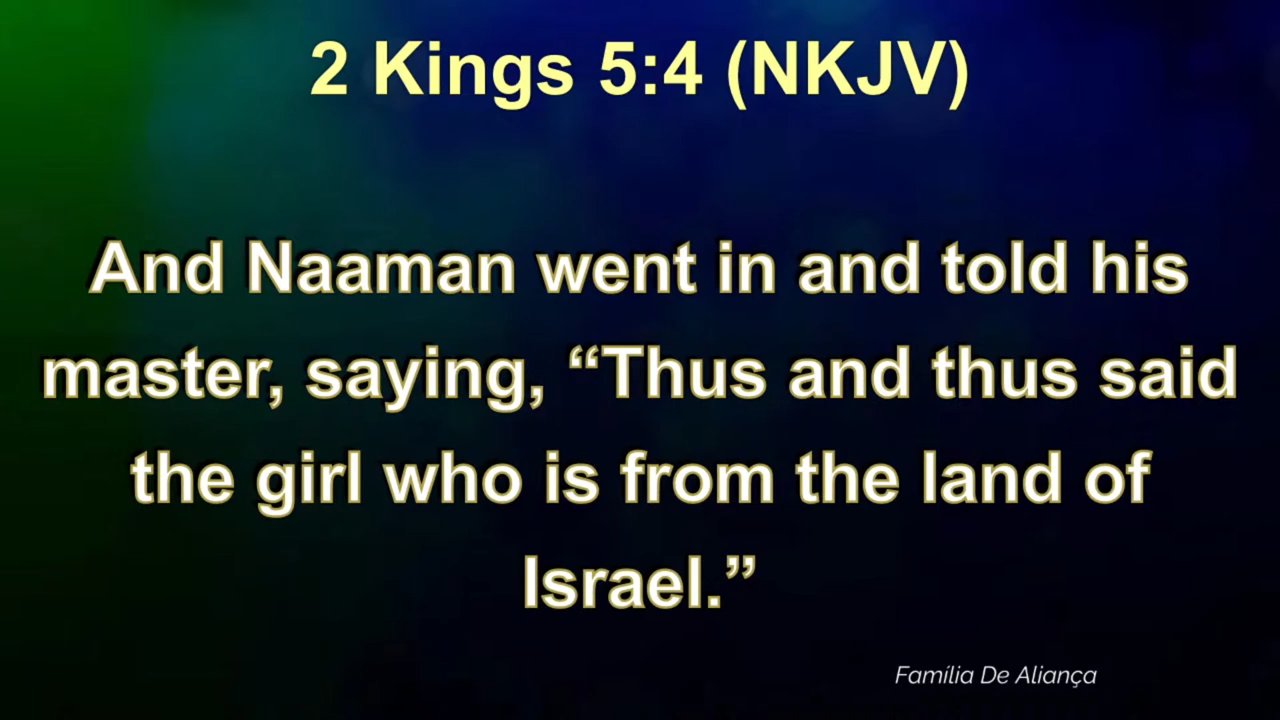 2 Kings 5:4 (NKJV)
And Naaman went in and told his
master, saying, “Thus and thus said
the girl who is from the land of
Israel.”
Família De Aliança